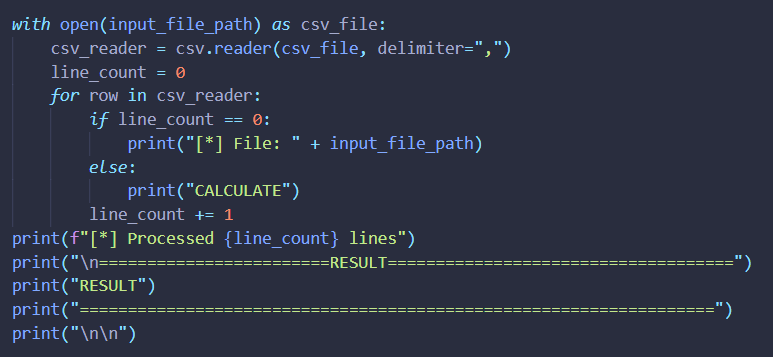 with open(input_file_path) as csv_file:
    csv_reader = csv.reader(csv_file, delimiter=",")
    line_count = 0
    for row in csv_reader:
        if line_count == 0:
            print("[*] File: " + input_file_path)
        else:
            print("CALCULATE")
        line_count += 1
print(f"[*] Processed {line_count} lines")
print("\n========================RESULT====================================")
print("RESULT")
print("==================================================================")
print("\n\n")